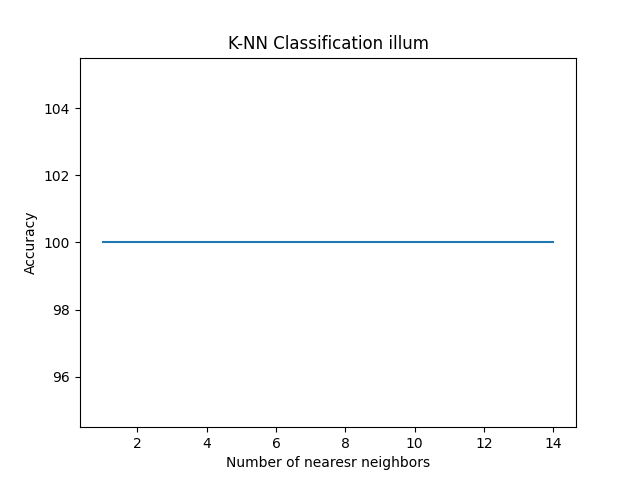 K-NN Classification illum
104
102
100
98
96
Accuracy
2 4 6 8 10 12 14
Number of nearesr neighbors